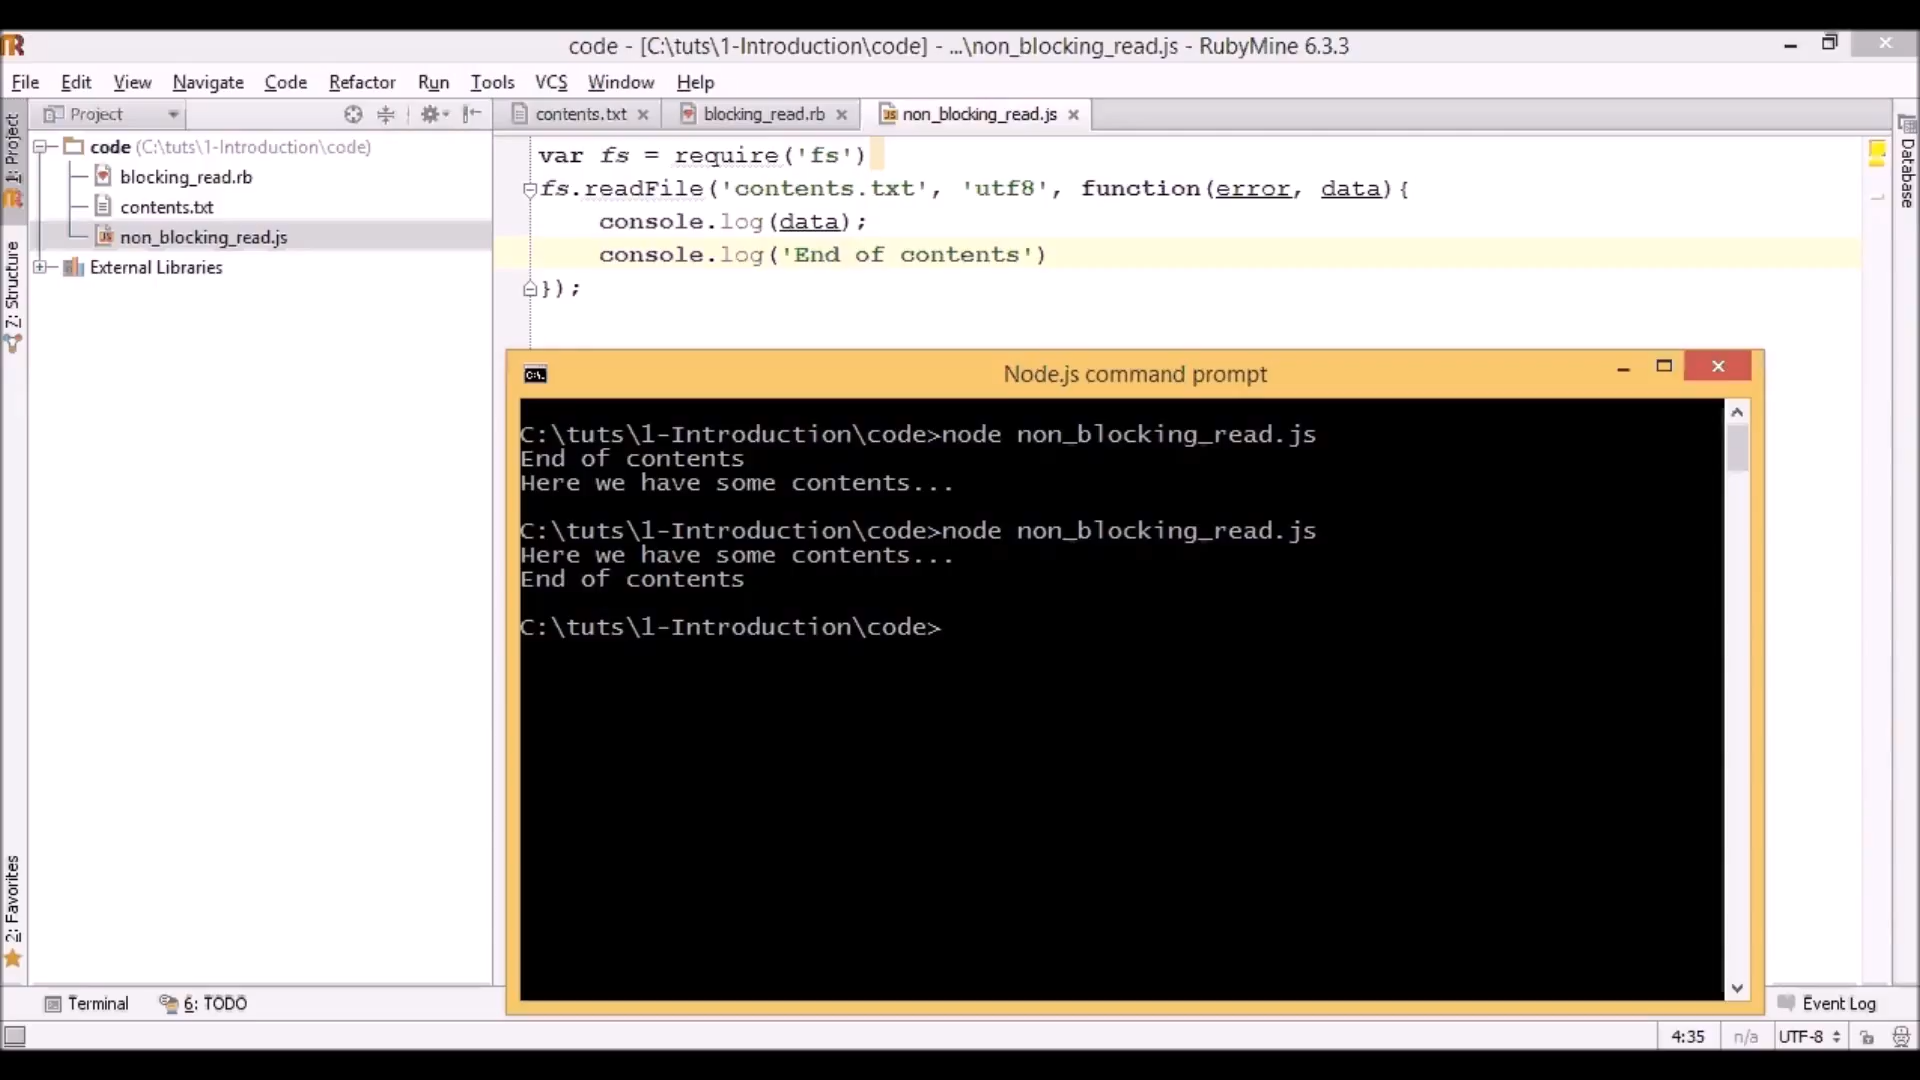 code - [C:\tuts\1-Introduction\code] - ...\non_blocking_read.js - RubyMine 6.3.3
File Edit View Navigate Code Refactor Run Tools VCS Window Help
Project
contents.txt
blocking_read.rb
non_blocking_read.js
1: Project
Z: Structure
2: Favorites
code (C:\tuts\1-Introduction\code)
blocking_read.rb
contents.txt
non_blocking_read.js
External Libraries
var fs = require('fs')
fs.readFile('contents.txt', 'utf8', function(error, data){
console.log(data);
console.log('End of contents')
});
Database
Node.js command prompt
C:\tuts\1-Introduction\code>node non_blocking_read.js
End of contents
Here we have some contents...
C:\tuts\1-Introduction\code>node non_blocking_read.js
Here we have some contents...
End of contents
C:\tuts\1-Introduction\code>
Terminal
6: TODO
Event Log
4:35 n/a UTF-8